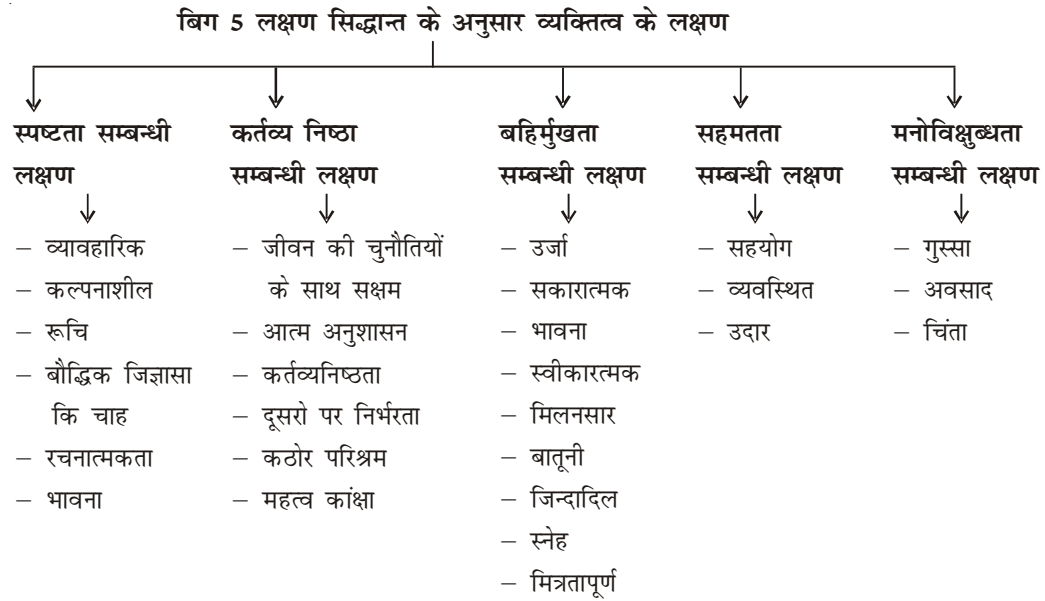 बिग 5 लक्षण सिद्धान्त के अनुसार व्यक्तित्व के लक्षण
स्पष्टता सम्बन्धी
लक्षण
– व्यावहारिक
– कल्पनाशील
– रूचि
– बौद्धिक जिज्ञासा
कि चाह
– रचनात्मकता
– भावना
कर्तव्य निष्ठा
सम्बन्धी लक्षण
– जीवन की चुनौतियों
के साथ सक्षम
– आत्म अनुशासन
– कर्तव्यनिष्ठता
– दूसरो पर निर्भरता
– कठोर परिश्रम
– महत्व कांक्षा
बहिर्मुखता
सम्बन्धी लक्षण
– उर्जा
– सकारात्मक
– भावना
– स्वीकारत्मक
– मिलनसार
– बातूनी
– जिन्दादिल
– स्नेह
– मित्रतापूर्ण
सहमतता
सम्बन्धी लक्षण
– सहयोग
– व्यवस्थित
– उदार
मनोविक्षुब्धता
सम्बन्धी लक्षण
– गुस्सा
– अवसाद
– चिंता